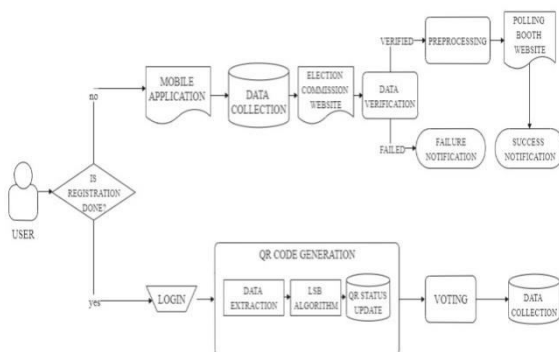 POLLING
BOOTH
WEBSITE
VERIFIED
PREPROCESSING
no
MOBILE
APPLICATION
DATA
COLLECTION
ELECTION
COMMISSION
WEBSITE
DATA
VERIFICATION
FAILED
FAILURE
NOTIFICATION
SUCCESS
NOTIFICATION
IS
REGISTRATION
DONE?
USER
yes
LOGIN
QR CODE GENERATION
DATA
EXTRACTION
LSB
ALGORITHM
QR STATUS
UPDATE
VOTING
DATA
COLLECTION